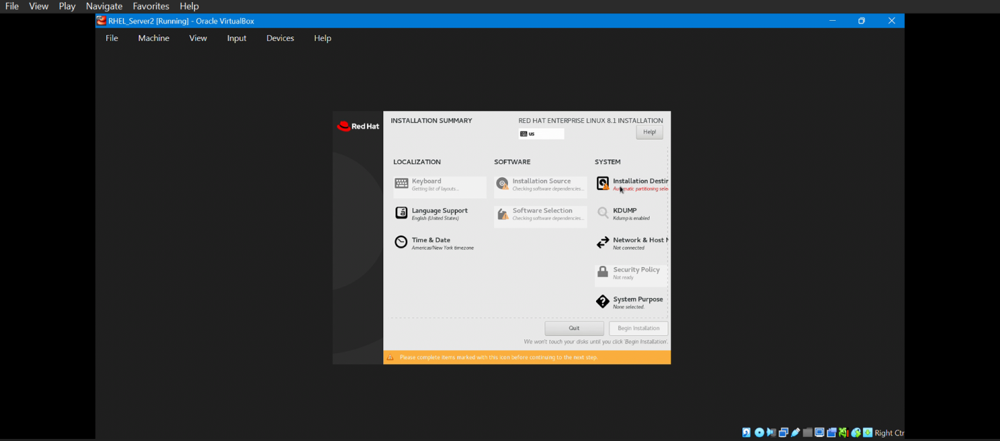 File View Play Navigate Favorites Help
RHEL_Server2 [Running] - Oracle VirtualBox
File Machine View Input Devices Help
Red Hat
INSTALLATION SUMMARY
RED HAT ENTERPRISE LINUX 8.1 INSTALLATION
us
Help!
LOCALIZATION
Keyboard
Getting list of layouts...
Language Support
English (United States)
Time & Date
Americas/New York timezone
SOFTWARE
Installation Source
Checking software dependencies...
Software Selection
Checking software dependencies...
SYSTEM
Installation Destin
Automatic partitioning sele
KDUMP
Kdump is enabled
Network & Host N
Not connected
Security Policy
Not ready
System Purpose
None selected.
Quit
Begin Installation
We won't touch your disks until you click 'Begin Installation'.
Please complete items marked with this icon before continuing to the next step.
Right Ctr